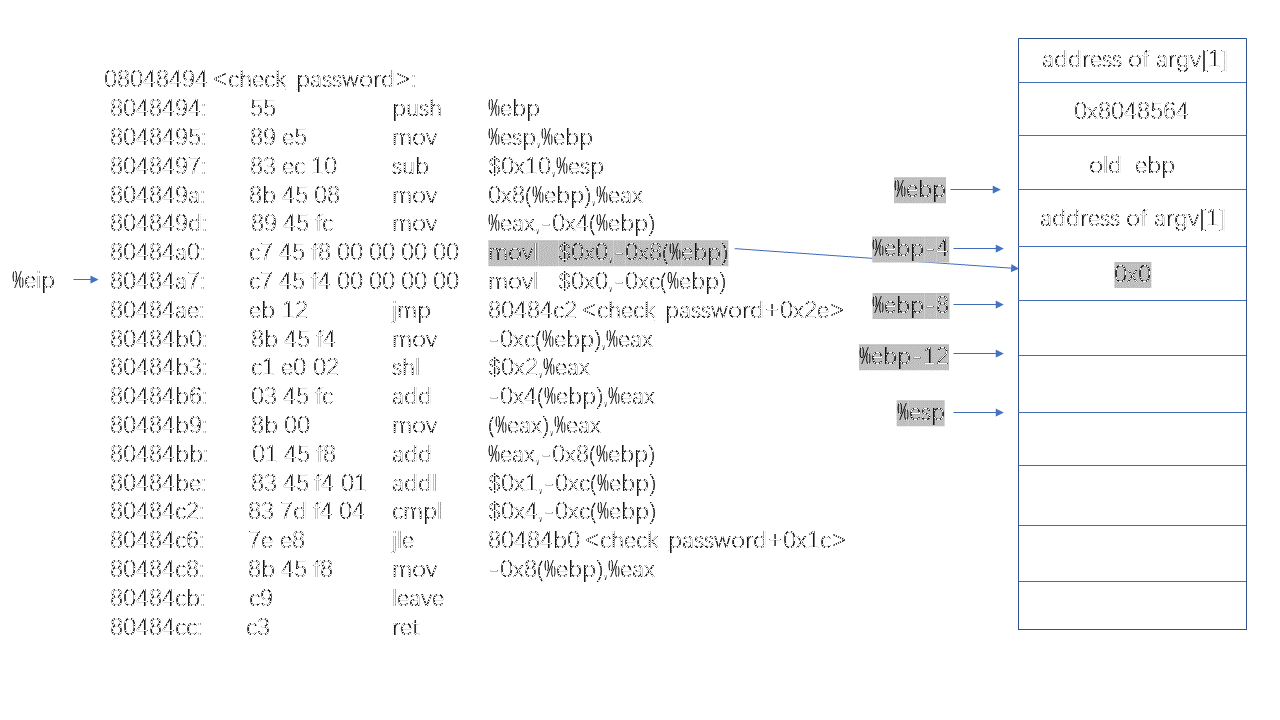 08048494 <check password>:
8048494: 55 push %ebp
8048495: 89 e5 mov %esp,%ebp
8048497: 83 ec 10 sub $0x10,%esp
804849a: 8b 45 08 mov 0x8(%ebp),%eax
804849d: 89 45 fc mov %eax,-0x4(%ebp)
80484a0: c7 45 f8 00 00 00 00 movl $0x0,-0x8(%ebp)
%eip 80484a7: c7 45 f4 00 00 00 00 movl $0x0,-0xc(%ebp)
80484ae: eb 12 jmp 80484c2 <check password+0x2e>
80484b0: 8b 45 f4 mov -0xc(%ebp),%eax
80484b3: c1 e0 02 shl $0x2,%eax
80484b6: 03 45 fc add -0x4(%ebp),%eax
80484b9: 8b 00 mov (%eax),%eax
80484bb: 01 45 f8 add %eax,-0x8(%ebp)
80484be: 83 45 f4 01 addl $0x1,-0xc(%ebp)
80484c2: 83 7d f4 04 cmpl $0x4,-0xc(%ebp)
80484c6: 7e e8 jle 80484b0 <check password+0x1c>
80484c8: 8b 45 f8 mov -0x8(%ebp),%eax
80484cb: c9 leave
80484cc: c3 ret
%ebp
%ebp-4
%ebp-8
%ebp-12
%esp
address of argv[1]
0x8048564
old ebp
address of argv[1]
0x0